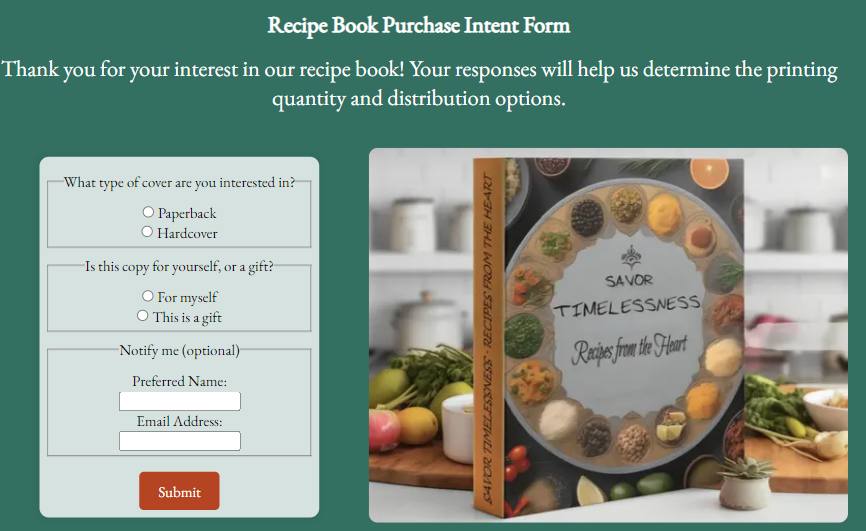 Recipe Book Purchase Intent Form
Thank you for your interest in our recipe book! Your responses will help us determine the printing
quantity and distribution options.
What type of cover are you interested in?
Paperback
Hardcover
Is this copy for yourself, or a gift?
For myself
This is a gift
Notify me (optional)
Preferred Name:
Email Address:
Submit
SAVOR TIMELESSNESS - RECIPES FROM THE HEART
SAVOR
TIMELESSNESS
Recipes from the Heart